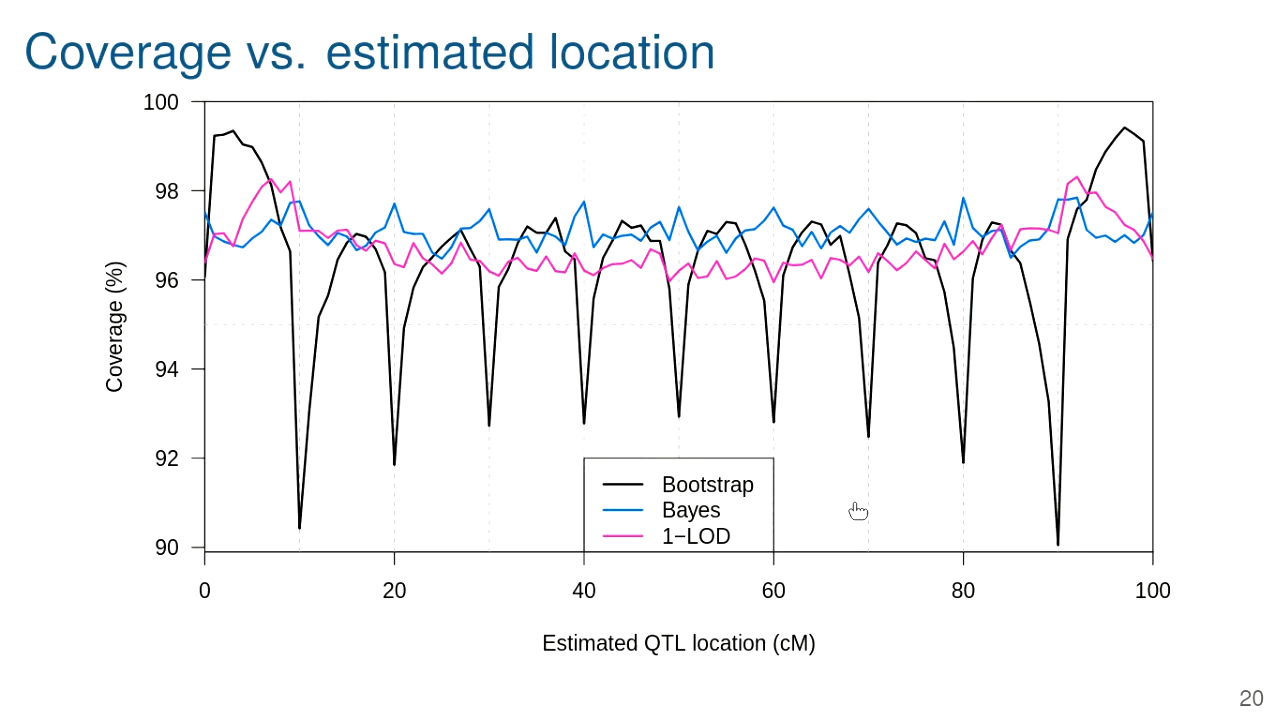 Coverage vs. estimated location
100
98
96
94
92
90
Coverage (%)
Bootstrap
Bayes
1−LOD
0 20 40 60 80 100
Estimated QTL location (cM)
20